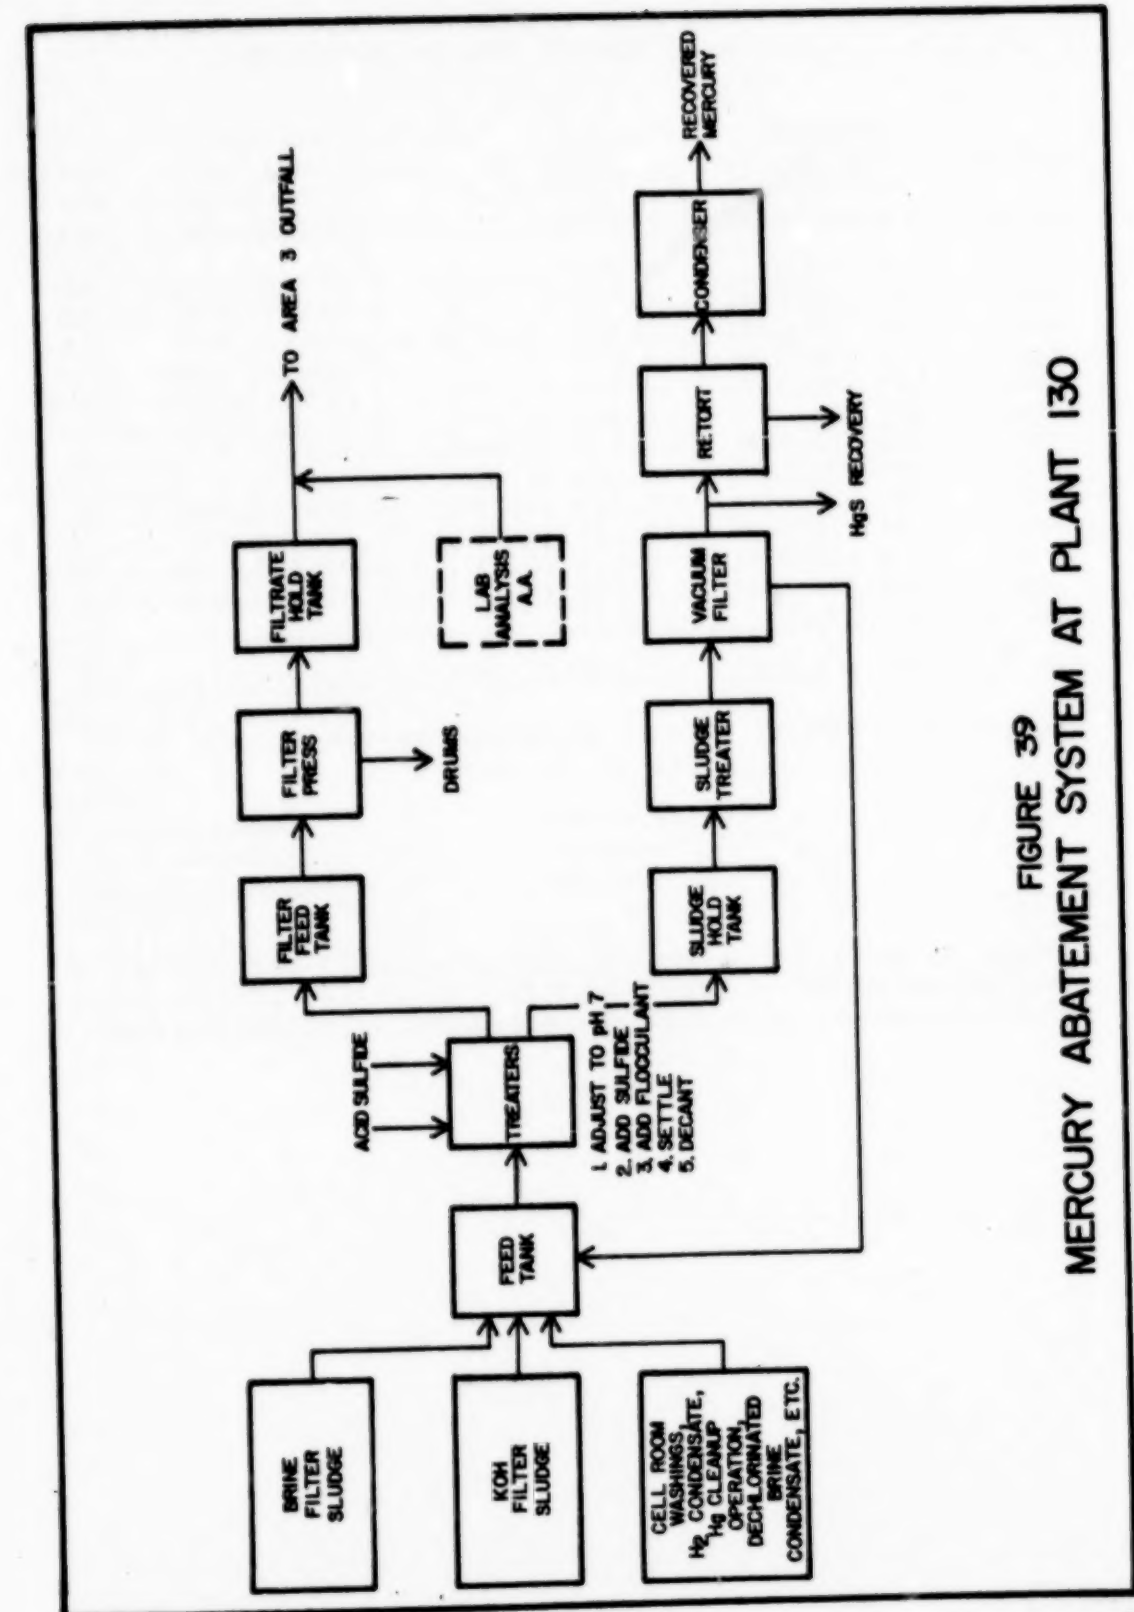 BRINE
FILTER
SLUDGE
KOH
FILTER
SLUDGE
CELL ROOM
WASHINGS,
H2 CONDENSATE,
Hg CLEANUP
OPERATION,
DECHLORINATED
BRINE
CONDENSATE, ETC.
FEED
TANK
ACID SULFIDE
TREATERS
1. ADJUST TO pH 7
2. ADD SULFIDE
3. ADD FLOCCULANT
4. SETTLE
5. DECANT
FILTER
FEED
TANK
FILTER
PRESS
DRUMS
FILTRATE
HOLD
TANK
TO AREA 3 OUTFALL
LAB
ANALYSIS
A.A.
SLUDGE
HOLD
TANK
SLUDGE
TREATER
VACUUM
FILTER
HgS RECOVERY
RETORT
CONDENSER
RECOVERED
MERCURY
FIGURE 39
MERCURY ABATEMENT SYSTEM AT PLANT 130